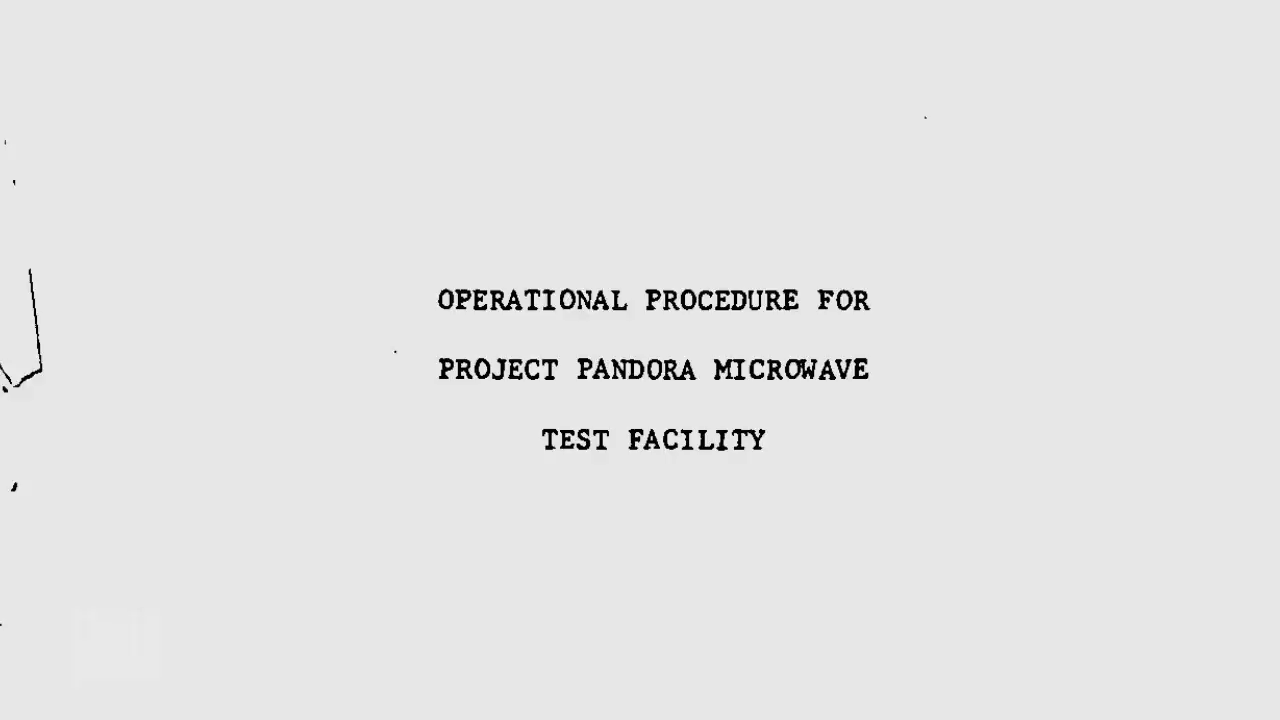 OPERATIONAL PROCEDURE FOR
PROJECT PANDORA MICROWAVE
TEST FACILITY